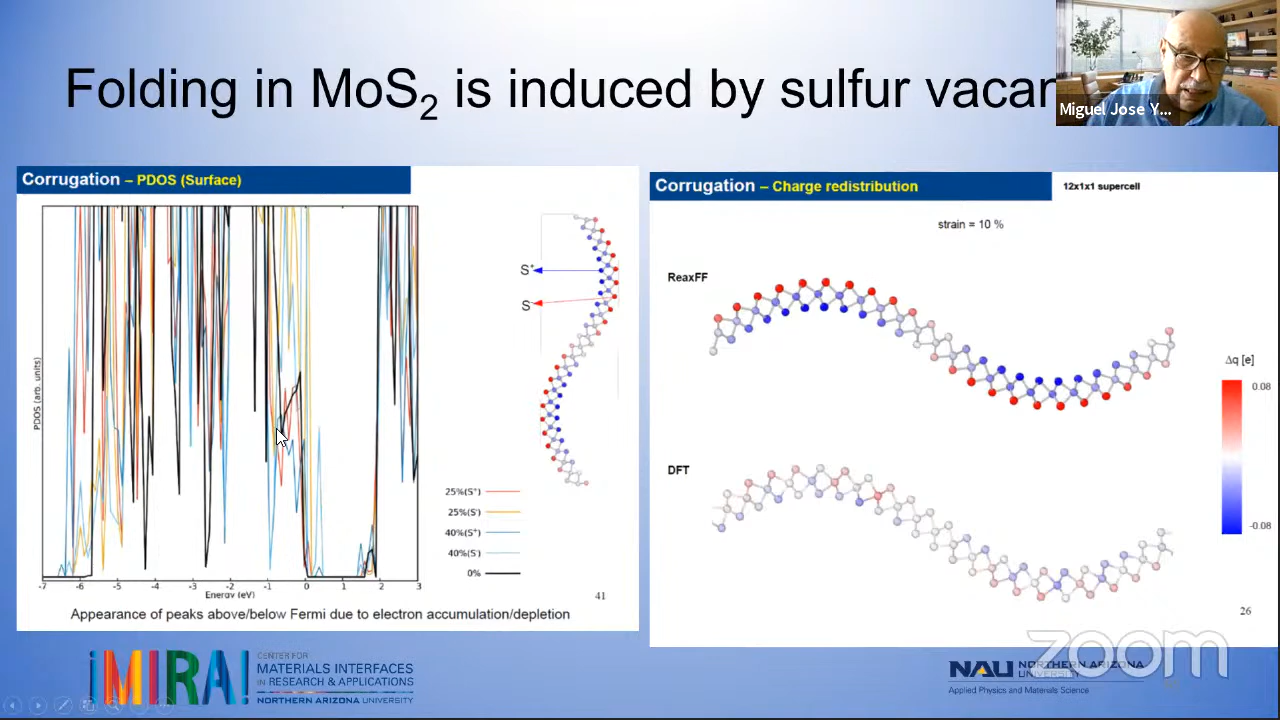 Folding in MoS2 is induced by sulfur vacan
Miguel Jose Y...
Corrugation – PDOS (Surface)
PDOS (arb. units)
S+
S-
25%(S+)
25%(S-)
40%(S+)
40%(S-)
0%
-7 -6 -5 -4 -3 -2 -1 0 1 2 3
Energy (eV)
41
Appearance of peaks above/below Fermi due to electron accumulation/depletion
Corrugation – Charge redistribution
12x1x1 supercell
strain = 10 %
ReaxFF
Δq [e]
0.08
-0.08
DFT
26
zoom
¡MIRA!
CENTER FOR
MATERIALS INTERFACES
IN RESEARCH & APPLICATIONS
NORTHERN ARIZONA UNIVERSITY
NAU NORTHERN ARIZONA
UNIVERSITY
Applied Physics and Materials Science